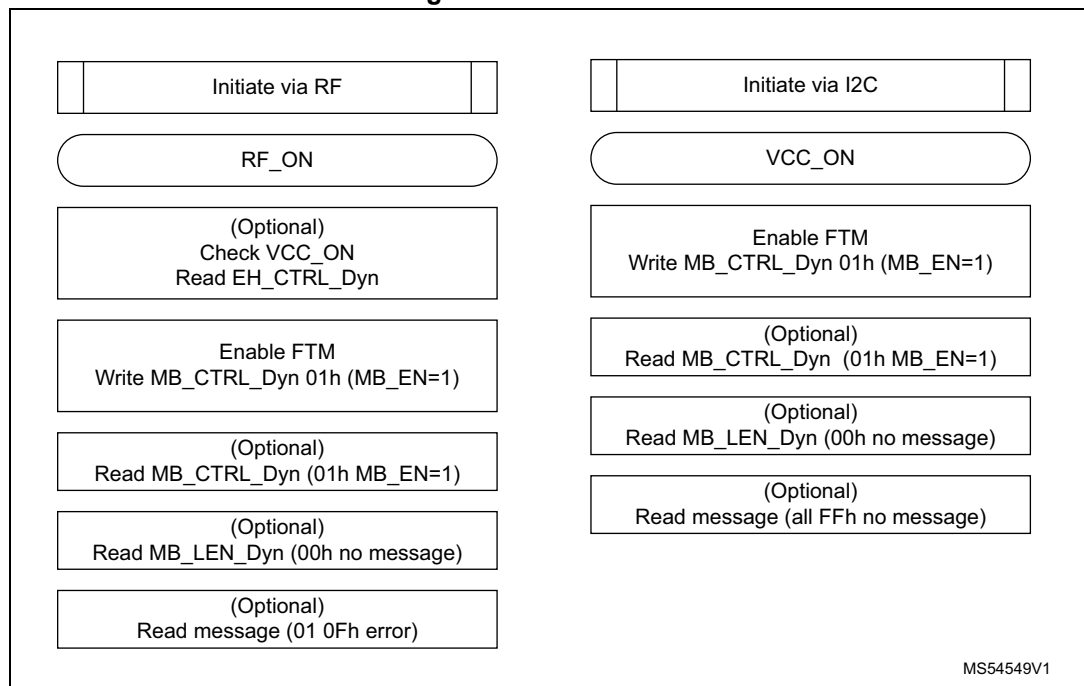 Initiate via RF
RF_ON
(Optional)
Check VCC_ON
Read EH_CTRL_Dyn
Enable FTM
Write MB_CTRL_Dyn 01h (MB_EN=1)
(Optional)
Read MB_CTRL_Dyn (01h MB_EN=1)
(Optional)
Read MB_LEN_Dyn (00h no message)
(Optional)
Read message (01 0Fh error)
Initiate via I2C
VCC_ON
Enable FTM
Write MB_CTRL_Dyn 01h (MB_EN=1)
(Optional)
Read MB_CTRL_Dyn (01h MB_EN=1)
(Optional)
Read MB_LEN_Dyn (00h no message)
(Optional)
Read message (all FFh no message)
MS54549V1